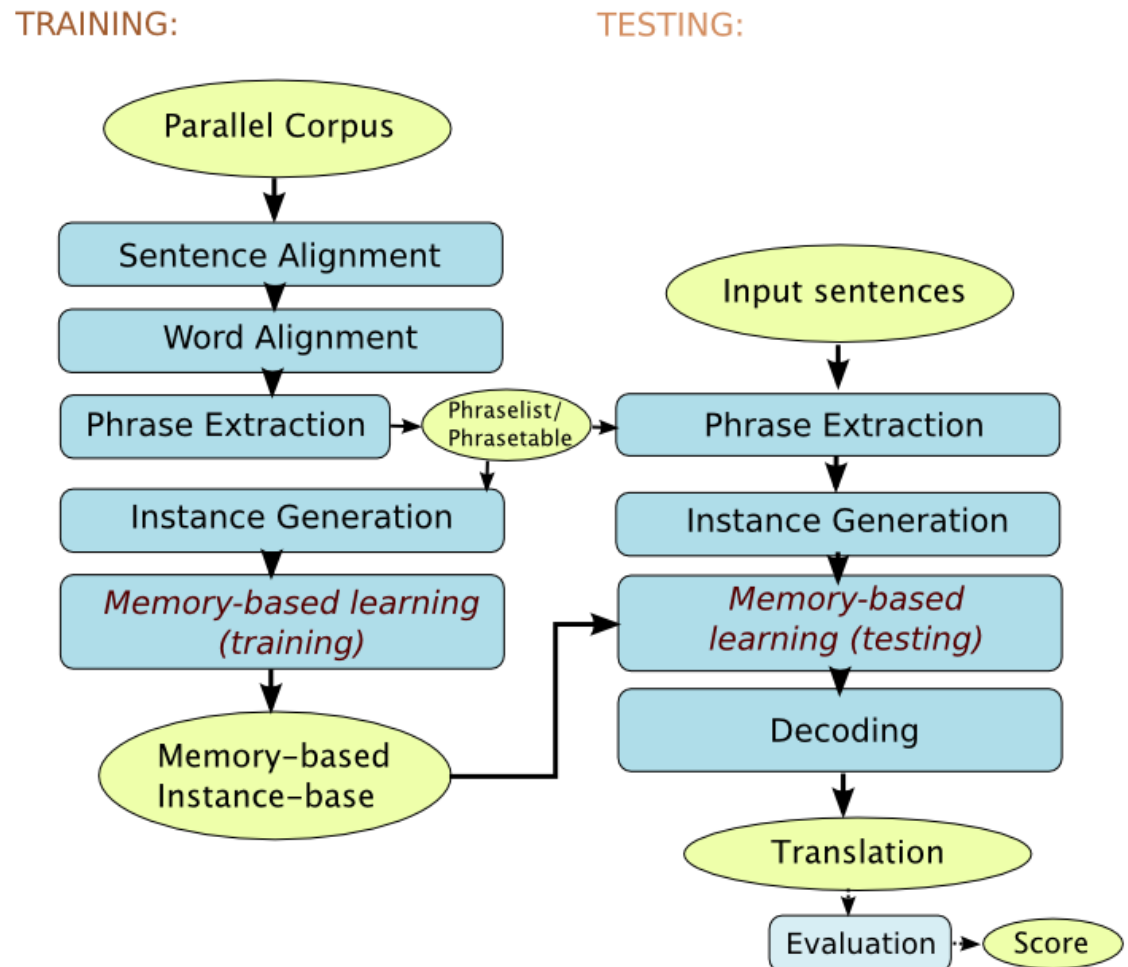 TRAINING:
Parallel Corpus
Sentence Alignment
Word Alignment
Phrase Extraction
Phraselist/
Phrasetable
Instance Generation
Memory-based learning
(training)
Memory-based
Instance-base
TESTING:
Input sentences
Phrase Extraction
Instance Generation
Memory-based
learning (testing)
Decoding
Translation
Evaluation
Score